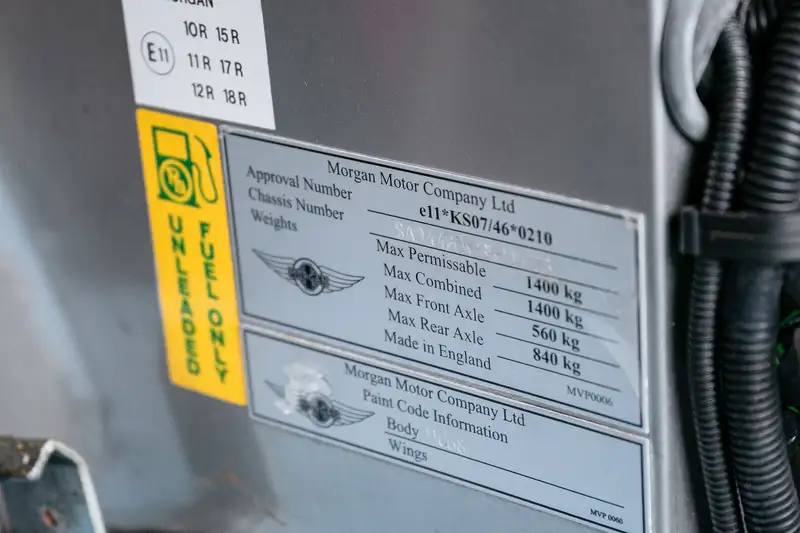 10R 15R
E11
11R 17R
12R 18R
UNLEADED
FUEL ONLY
Morgan Motor Company Ltd
Approval Number e11*KS07/46*0210
Chassis Number
Weights
Max Permissable 1400 kg
Max Combined 1400 kg
Max Front Axle 560 kg
Max Rear Axle 840 kg
Made in England
MVP0006
Morgan Motor Company Ltd
Paint Code Information
Body
Wings
MVP 0060